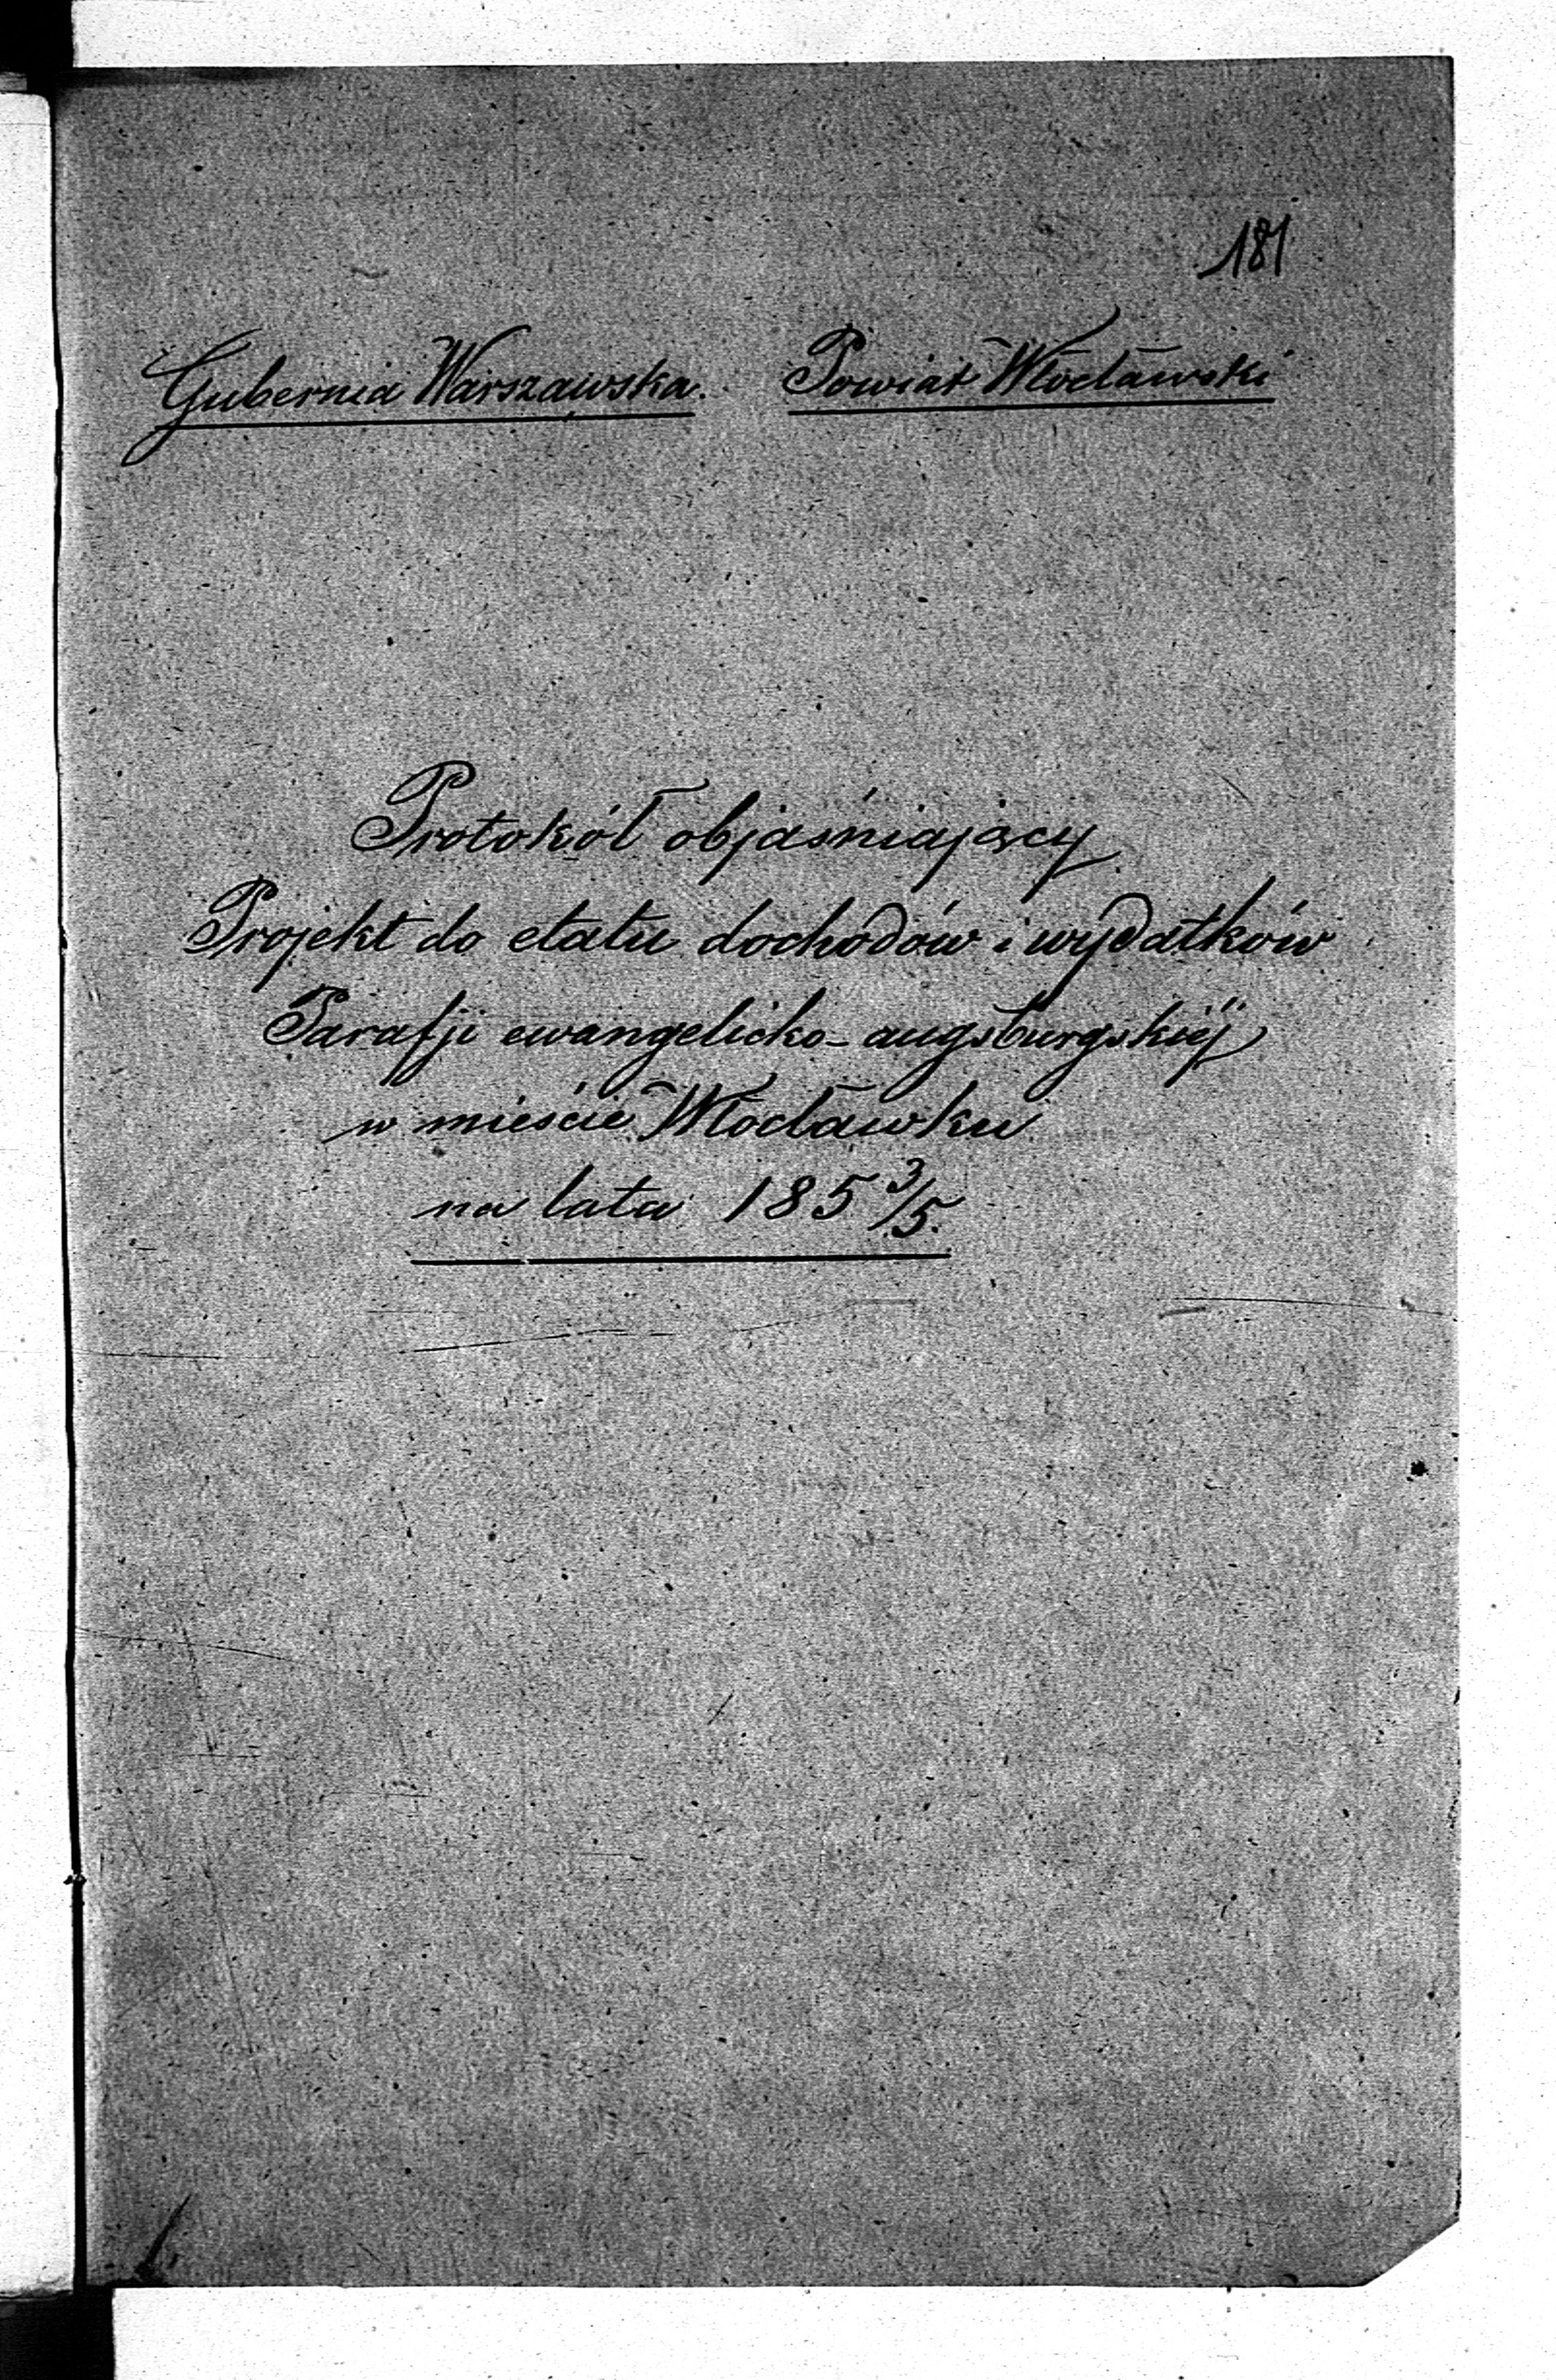 181
Gubernia Warszawska. Powiat Włocławski
Protokół objaśniający
Projekt do etatu dochodów i wydatków
Parafji ewangelicko-augsburgskiéj
w mieście Włocławku
na lata 185 3/5.